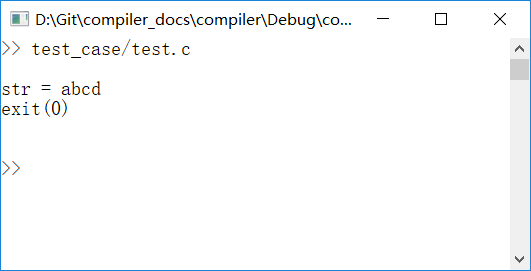 D:\Git\compiler_docs\compiler\Debug\co...
>> test_case/test.c
str = abcd
exit(0)
>>